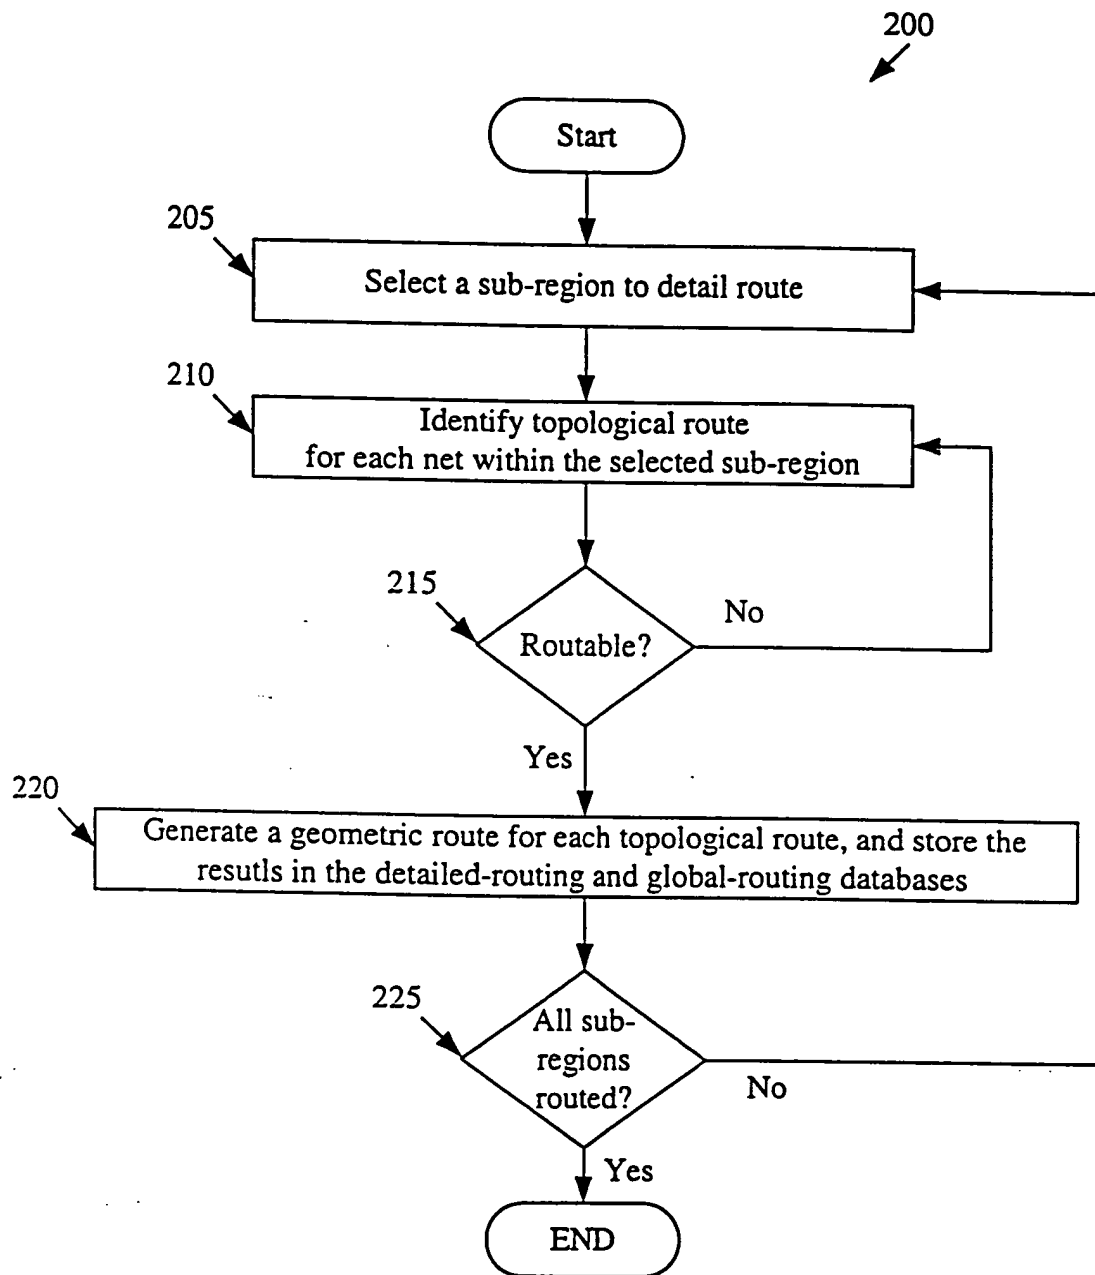 200
Start
205
Select a sub-region to detail route
210
Identify topological route
for each net within the selected sub-region
215
Routable?
No
Yes
220
Generate a geometric route for each topological route, and store the
resutls in the detailed-routing and global-routing databases
225
All sub-
regions
routed?
No
Yes
END